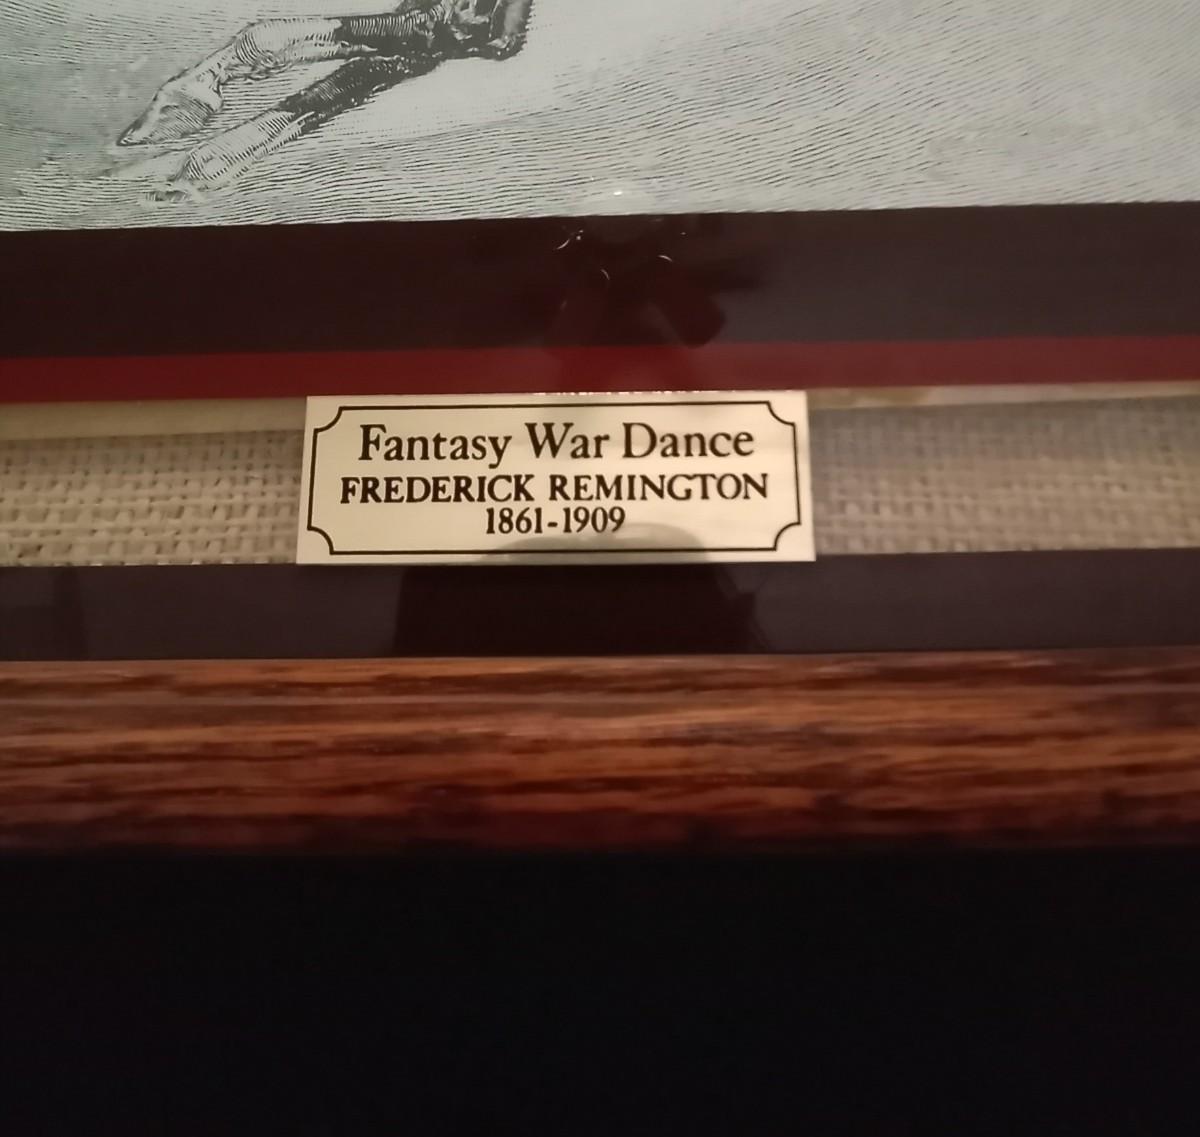 Fantasy War Dance
FREDERICK REMINGTON
1861-1909